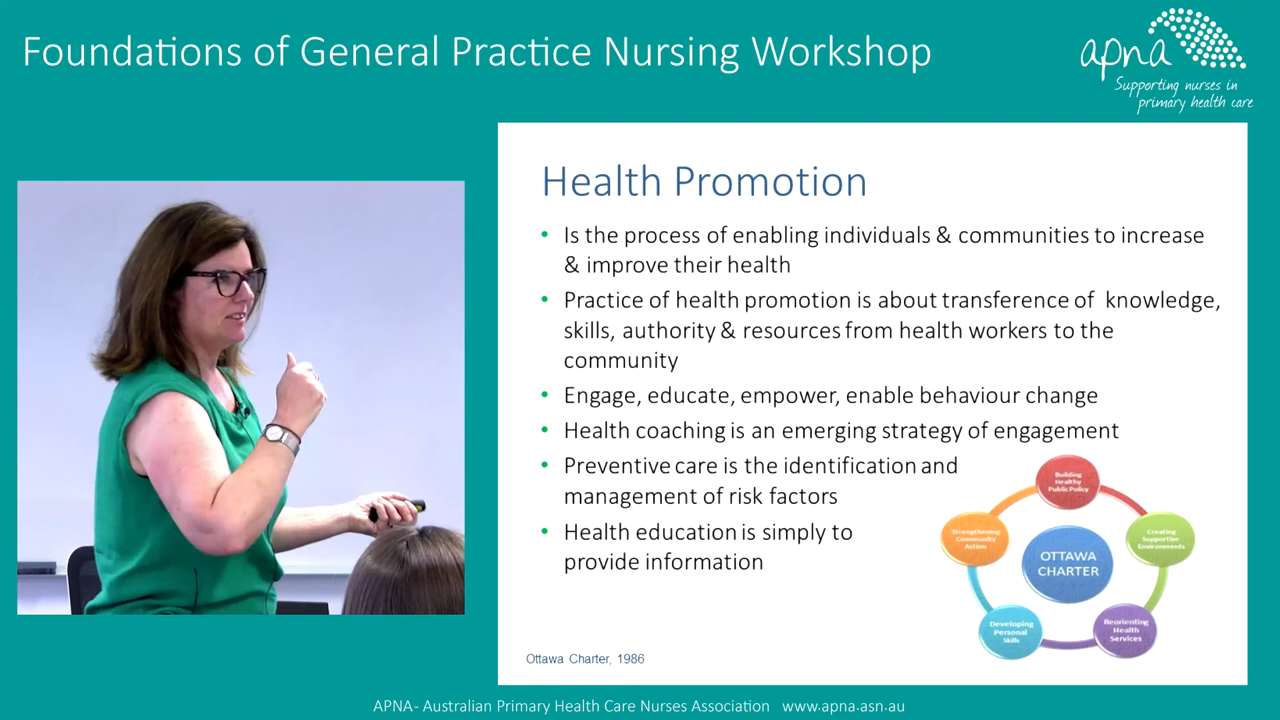 Foundations of General Practice Nursing Workshop
apna
Supporting nurses in
primary health care
Health Promotion
• Is the process of enabling individuals & communities to increase
& improve their health
• Practice of health promotion is about transference of knowledge,
skills, authority & resources from health workers to the
community
• Engage, educate, empower, enable behaviour change
• Health coaching is an emerging strategy of engagement
• Preventive care is the identification and
management of risk factors
• Health education is simply to
provide information
Building
Healthy
Public Policy
Strengthening
Community
Action
Creating
Supportive
Environments
OTTAWA
CHARTER
Developing
Personal
Skills
Reorienting
Health
Services
Ottawa Charter, 1986
APNA- Australian Primary Health Care Nurses Association www.apna.asn.au